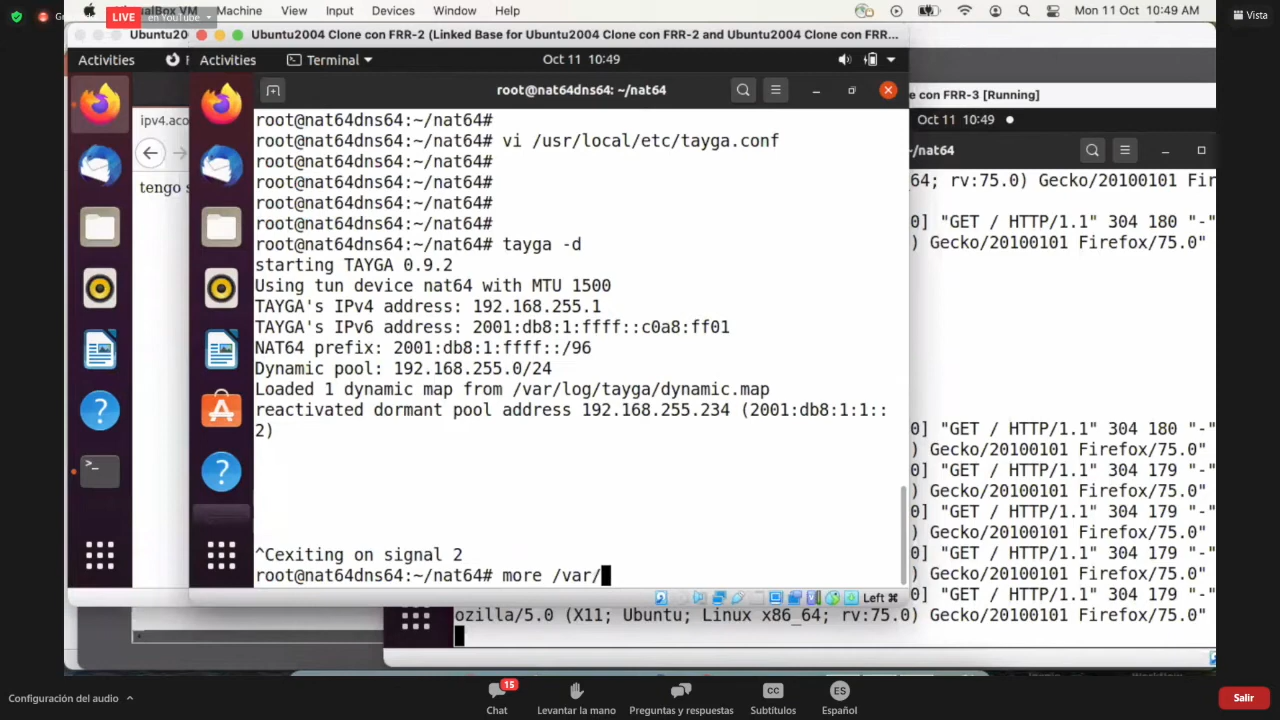 LIVE
en YouTube
VirtualBox VM Machine View Input Devices Window Help
Mon 11 Oct 10:49 AM
Vista
Ubuntu20
Ubuntu2004 Clone con FRR-2 (Linked Base for Ubuntu2004 Clone con FRR-2 and Ubuntu2004 Clone con FRR...
Activities
Activities
Terminal
Oct 11 10:49
root@nat64dns64: ~/nat64
e con FRR-3 [Running]
Oct 11 10:49
/nat64
ipv4.aco
tengo s
root@nat64dns64:~/nat64#
root@nat64dns64:~/nat64# vi /usr/local/etc/tayga.conf
root@nat64dns64:~/nat64#
root@nat64dns64:~/nat64#
root@nat64dns64:~/nat64#
root@nat64dns64:~/nat64#
root@nat64dns64:~/nat64# tayga -d
starting TAYGA 0.9.2
Using tun device nat64 with MTU 1500
TAYGA's IPv4 address: 192.168.255.1
TAYGA's IPv6 address: 2001:db8:1:ffff::c0a8:ff01
NAT64 prefix: 2001:db8:1:ffff::/96
Dynamic pool: 192.168.255.0/24
Loaded 1 dynamic map from /var/log/tayga/dynamic.map
reactivated dormant pool address 192.168.255.234 (2001:db8:1:1::
2)
^Cexiting on signal 2
root@nat64dns64:~/nat64# more /var/
Left ⌘
64; rv:75.0) Gecko/20100101 Fir
0] "GET / HTTP/1.1" 304 180 "-"
) Gecko/20100101 Firefox/75.0"
0] "GET / HTTP/1.1" 304 180 "-"
) Gecko/20100101 Firefox/75.0"
0] "GET / HTTP/1.1" 304 179 "-"
) Gecko/20100101 Firefox/75.0"
0] "GET / HTTP/1.1" 304 179 "-"
) Gecko/20100101 Firefox/75.0"
0] "GET / HTTP/1.1" 304 179 "-"
) Gecko/20100101 Firefox/75.0"
0] "GET / HTTP/1.1" 304 179 "-"
ozilla/5.0 (X11; Ubuntu; Linux x86_64; rv:75.0) Gecko/20100101 Firefox/75.0"
Configuración del audio
15
Chat
Levantar la mano
Preguntas y respuestas
CC
Subtítulos
ES
Español
Salir